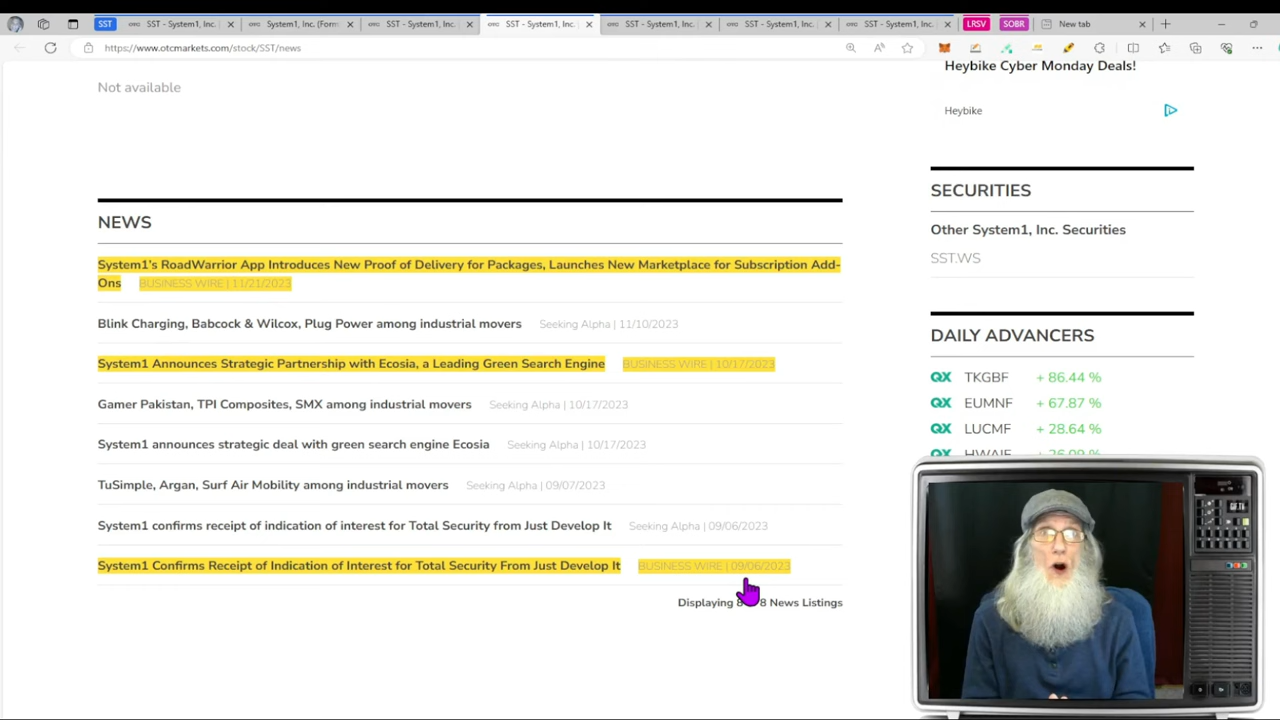 SST
SST - System1, Inc.
System1, Inc. (Form
SST - System1, Inc.
SST - System1, Inc.
SST - System1, Inc.
SST - System1, Inc.
SST - System1, Inc.
LRSV
SOBR
New tab
https://www.otcmarkets.com/stock/SST/news
Not available
Heybike Cyber Monday Deals!
Heybike
NEWS
System1's RoadWarrior App Introduces New Proof of Delivery for Packages, Launches New Marketplace for Subscription Add-
Ons BUSINESS WIRE | 11/21/2023
Blink Charging, Babcock & Wilcox, Plug Power among industrial movers Seeking Alpha | 11/10/2023
System1 Announces Strategic Partnership with Ecosia, a Leading Green Search Engine BUSINESS WIRE | 10/17/2023
Gamer Pakistan, TPI Composites, SMX among industrial movers Seeking Alpha | 10/17/2023
System1 announces strategic deal with green search engine Ecosia Seeking Alpha | 10/17/2023
TuSimple, Argan, Surf Air Mobility among industrial movers Seeking Alpha | 09/07/2023
System1 confirms receipt of indication of interest for Total Security from Just Develop It Seeking Alpha | 09/06/2023
System1 Confirms Receipt of Indication of Interest for Total Security From Just Develop It BUSINESS WIRE | 09/06/2023
Displaying 8 8 News Listings
SECURITIES
Other System1, Inc. Securities
SST.WS
DAILY ADVANCERS
QX TKGBF + 86.44 %
QX EUMNF + 67.87 %
QX LUCMF + 28.64 %